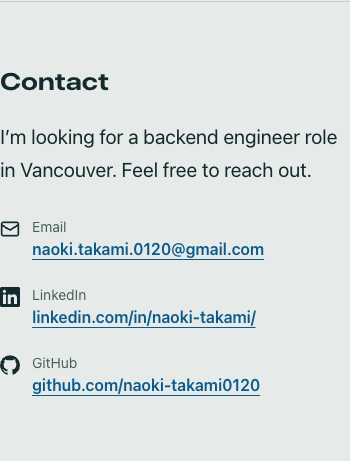 Contact
I'm looking for a backend engineer role
in Vancouver. Feel free to reach out.
Email
naoki.takami.0120@gmail.com
LinkedIn
linkedin.com/in/naoki-takami/
GitHub
github.com/naoki-takami0120